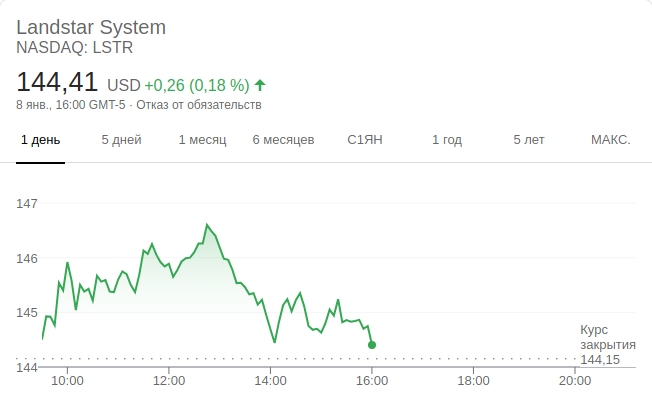 Landstar System
NASDAQ: LSTR
144,41 USD +0,26 (0,18 %)
8 янв., 16:00 GMT-5 · Отказ от обязательств
1 день 5 дней 1 месяц 6 месяцев С1ЯН 1 год 5 лет МАКС.
147
146
145
144
Курс
закрытия
144,15
10:00 12:00 14:00 16:00 18:00 20:00